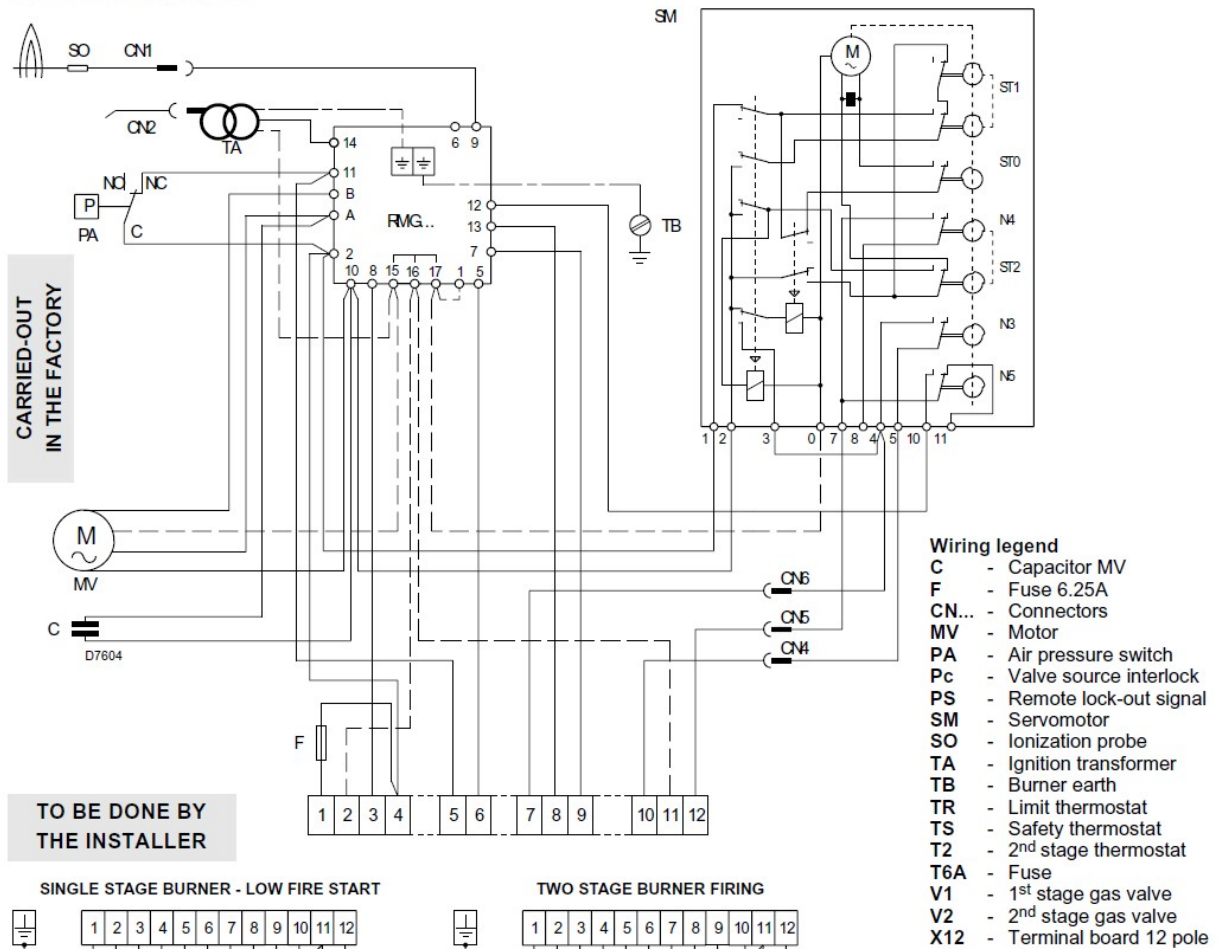 SM
SO CN1
M
ST1
CN2
TA
14
6 9
ST0
11
NO NC
B
P
A
RMG...
12
13
TB
N4
PA
C
2
7
10 8 15 16 17 1 5
ST2
CARRIED-OUT
IN THE FACTORY
N3
N5
1 2 3 0 7 8 4 5 10 11
M
MV
C
D7604
CN6
CN5
CN4
F
1 2 3 4 5 6 7 8 9 10 11 12
TO BE DONE BY
THE INSTALLER
Wiring legend
C - Capacitor MV
F - Fuse 6.25A
CN... - Connectors
MV - Motor
PA - Air pressure switch
Pc - Valve source interlock
PS - Remote lock-out signal
SM - Servomotor
SO - Ionization probe
TA - Ignition transformer
TB - Burner earth
TR - Limit thermostat
TS - Safety thermostat
T2 - 2nd stage thermostat
T6A - Fuse
V1 - 1st stage gas valve
V2 - 2nd stage gas valve
X12 - Terminal board 12 pole
SINGLE STAGE BURNER - LOW FIRE START
1 2 3 4 5 6 7 8 9 10 11 12
TWO STAGE BURNER FIRING
1 2 3 4 5 6 7 8 9 10 11 12